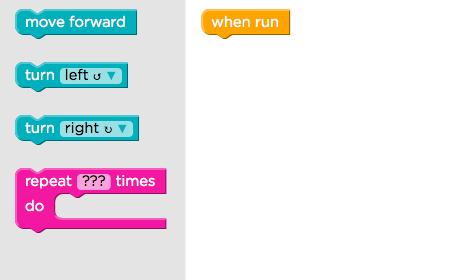 move forward
when run
turn left ↺ ▼
turn right ↻ ▼
repeat ??? times
do